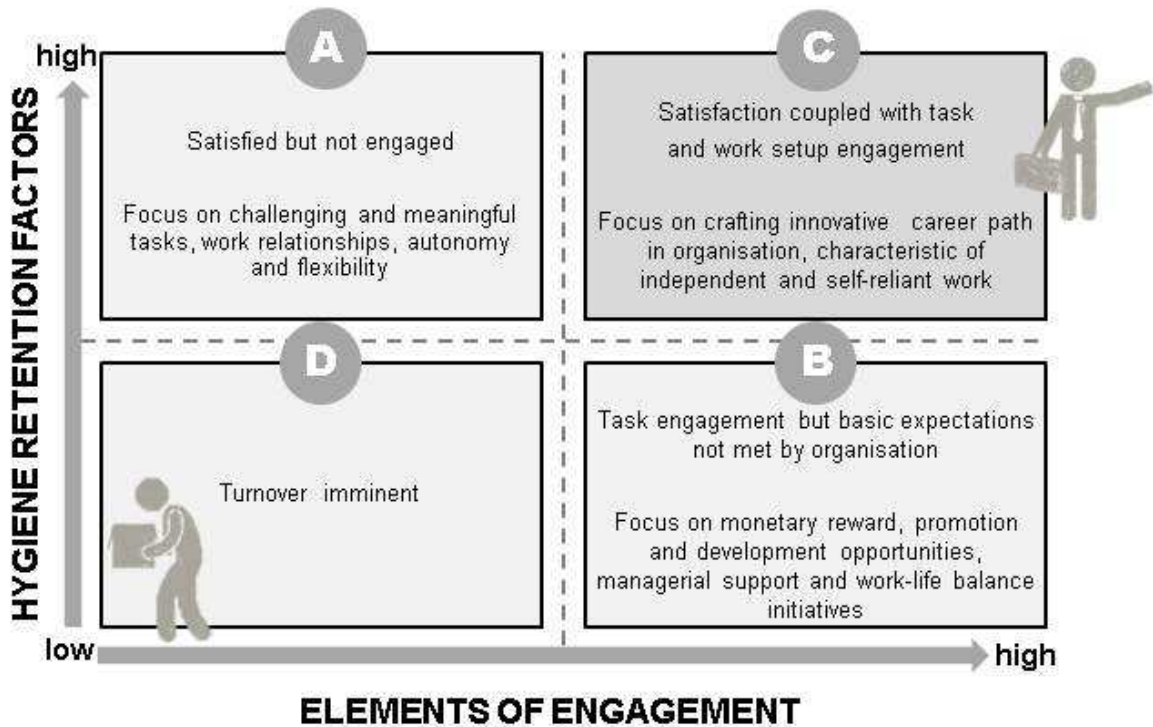 HYGIENE RETENTION FACTORS
high
A
Satisfied but not engaged
Focus on challenging and meaningful
tasks, work relationships, autonomy
and flexibility
C
Satisfaction coupled with task
and work setup engagement
Focus on crafting innovative career path
in organisation, characteristic of
independent and self-reliant work
D
Turnover imminent
B
Task engagement but basic expectations
not met by organisation
Focus on monetary reward, promotion
and development opportunities,
managerial support and work-life balance
initiatives
low
high
ELEMENTS OF ENGAGEMENT